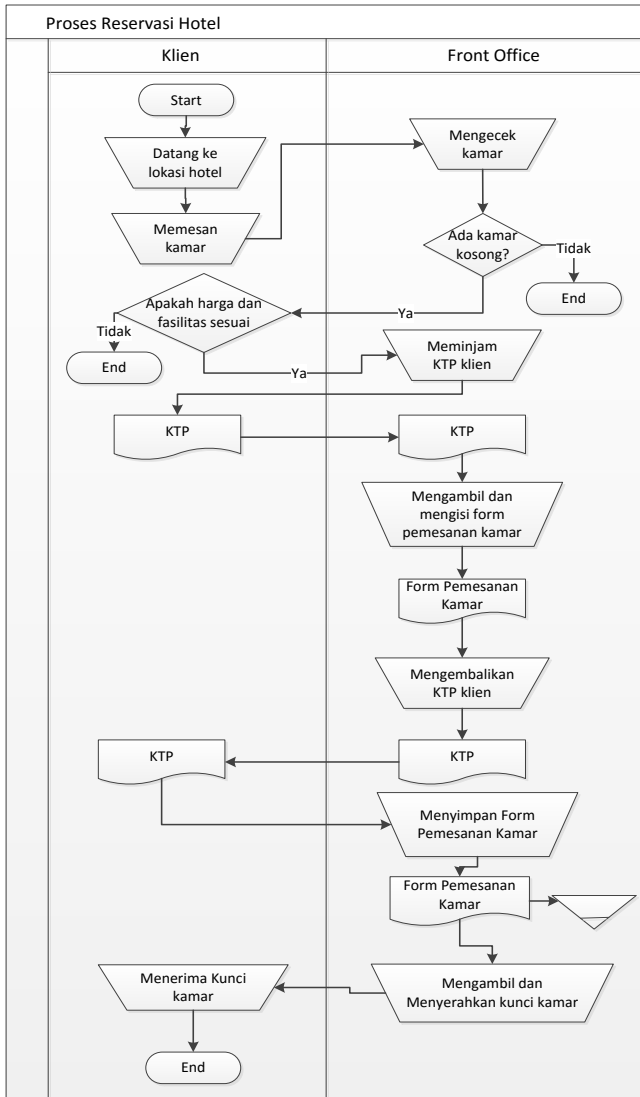 Proses Reservasi Hotel
Klien
Front Office
Start
Datang ke
lokasi hotel
Memesan
kamar
Mengecek
kamar
Ada kamar
kosong?
Tidak
End
Ya
Apakah harga dan
fasilitas sesuai
Tidak
End
Ya
Meminjam
KTP klien
KTP
KTP
Mengambil dan
mengisi form
pemesanan kamar
Form Pemesanan
Kamar
Mengembalikan
KTP klien
KTP
KTP
Menyimpan Form
Pemesanan Kamar
Form Pemesanan
Kamar
Mengambil dan
Menyerahkan kunci kamar
Menerima Kunci
kamar
End